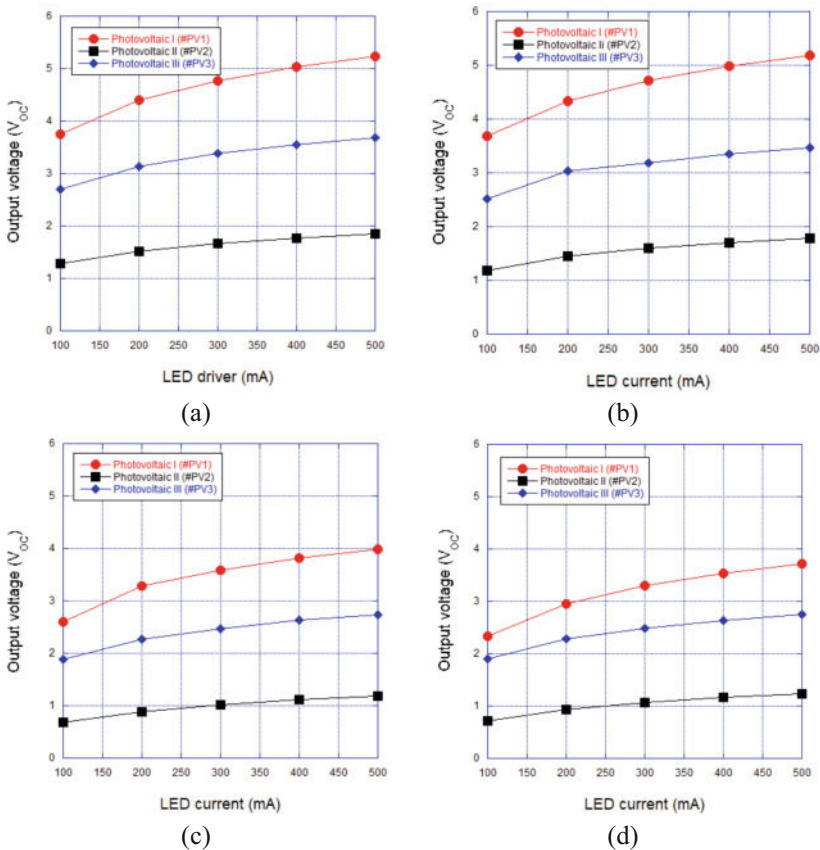 Photovoltaic I (#PV1)
Photovoltaic II (#PV2)
Photovoltaic IIi (#PV3)
Output voltage (V_OC)
6
5
4
3
2
1
0
100 150 200 250 300 350 400 450 500
LED driver (mA)
(a)
Photovoltaic I (#PV1)
Photovoltaic Ii (#PV2)
Photovoltaic III (#PV3)
Output voltage (V_OC)
6
5
4
3
2
1
0
100 150 200 250 300 350 400 450 500
LED current (mA)
(b)
Photovoltaic I (#PV1)
Photovoltaic II (#PV2)
Photovoltaic III (#PV3)
Output voltage (V_OC)
6
5
4
3
2
1
0
100 150 200 250 300 350 400 450 500
LED current (mA)
(c)
Photovoltaic I (#PV1)
Photovoltaic II (#PV2)
Photovoltaic III (#PV3)
Output voltage (V_OC)
6
5
4
3
2
1
0
100 150 200 250 300 350 400 450 500
LED current (mA)
(d)